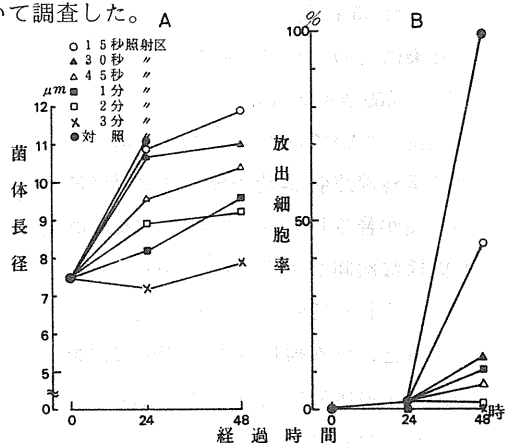 いて調査した。
A
○ 15秒照射区
▲ 30秒 〃
△ 45秒 〃
■ 1分 〃
□ 2分 〃
× 3分 〃
● 対照 〃
μm
12
11
10
9
8
7
6
5
0
菌体長径
0 24 48
B
%
100
50
0
放出細胞率
0 24 48時
経過時間